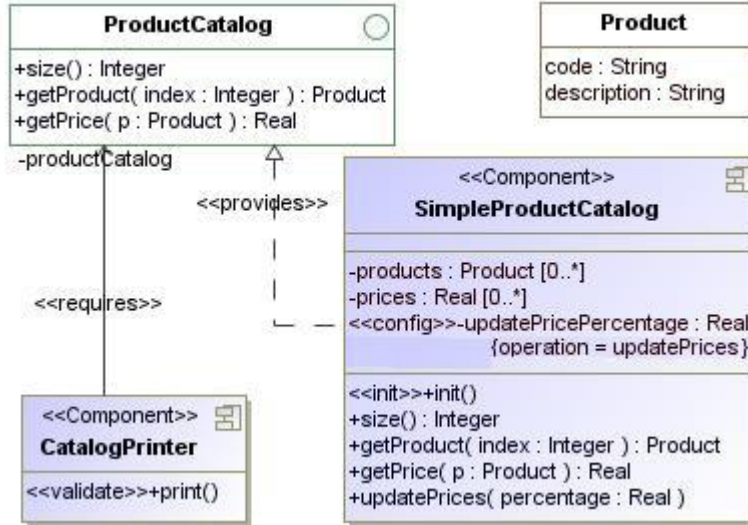 ProductCatalog
+size() : Integer
+getProduct( index : Integer ) : Product
+getPrice( p : Product ) : Real
Product
code : String
description : String
-productCatalog
<<provides>>
<<requires>>
<<Component>>
SimpleProductCatalog
-products : Product [0..*]
-prices : Real [0..*]
<<config>>-updatePricePercentage : Real
{operation = updatePrices}
<<init>>+init()
+size() : Integer
+getProduct( index : Integer ) : Product
+getPrice( p : Product ) : Real
+updatePrices( percentage : Real )
<<Component>>
CatalogPrinter
<<validate>>+print()